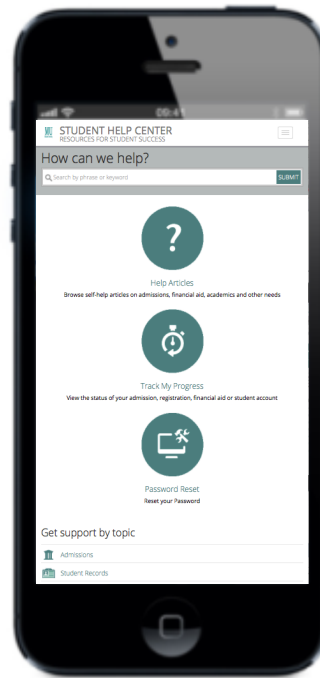 09:41
STUDENT HELP CENTER
RESOURCES FOR STUDENT SUCCESS
How can we help?
Search by phrase or keyword
SUBMIT
?
Help Articles
Browse self-help articles on admissions, financial aid, academics and other needs
Track My Progress
View the status of your admission, registration, financial aid or student account
Password Reset
Reset your Password
Get support by topic
Admissions
Student Records